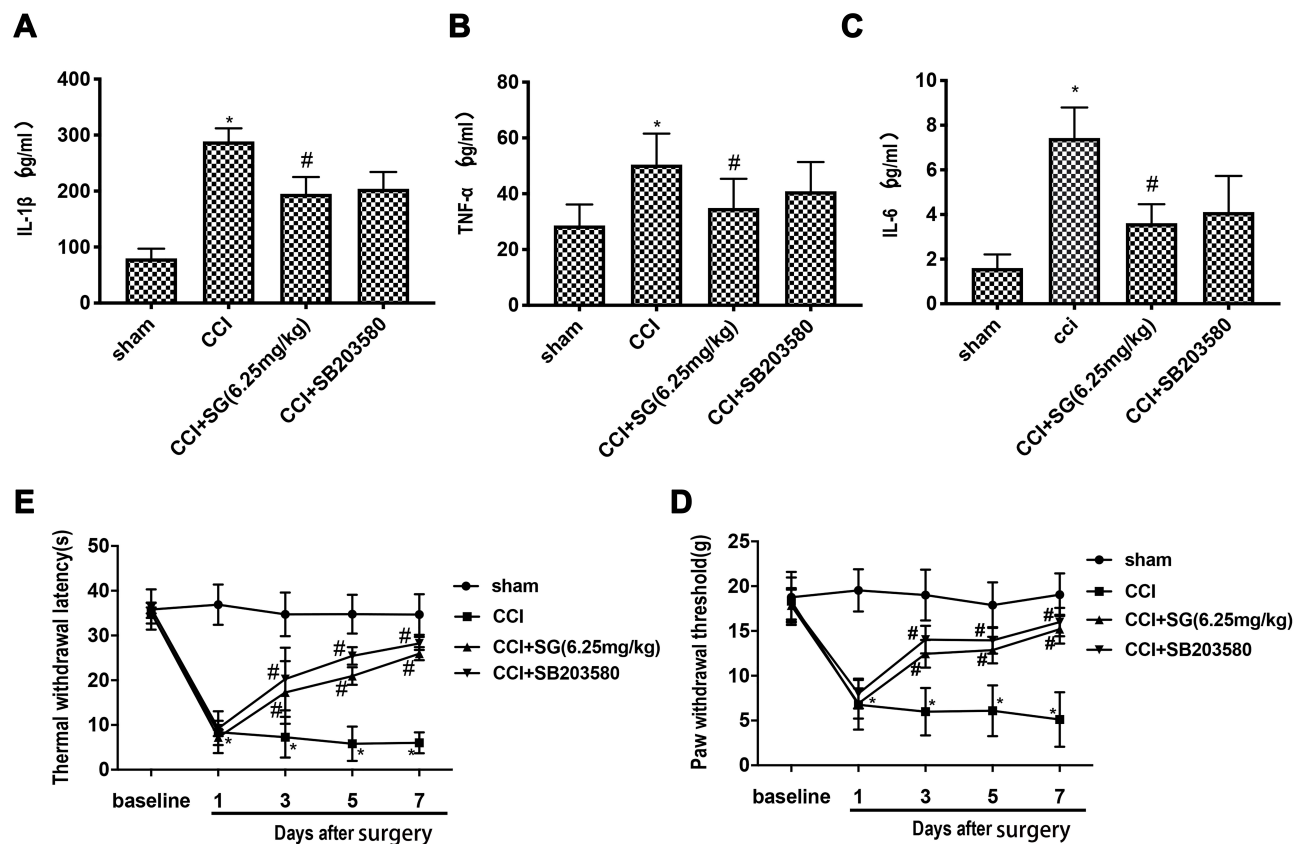 A
IL-1β (pg/ml)
400
300
200
100
0
*
#
sham
CCI
CCI+SG(6.25mg/kg)
CCI+SB203580
B
TNF-α (pg/ml)
80
60
40
20
0
*
#
sham
CCI
CCI+SG(6.25mg/kg)
CCI+SB203580
C
IL-6 (pg/ml)
10
8
6
4
2
0
*
#
sham
cci
CCI+SG(6.25mg/kg)
CCI+SB203580
E
Thermal withdrawal latency(s)
50
40
30
20
10
0
# # #
# # #
* * * *
baseline 1 3 5 7
Days after surgery
sham
CCI
CCI+SG(6.25mg/kg)
CCI+SB203580
D
Paw withdrawal threshold(g)
25
20
15
10
5
0
# # #
# # #
* * * *
baseline 1 3 5 7
Days after surgery
sham
CCI
CCI+SG(6.25mg/kg)
CCI+SB203580